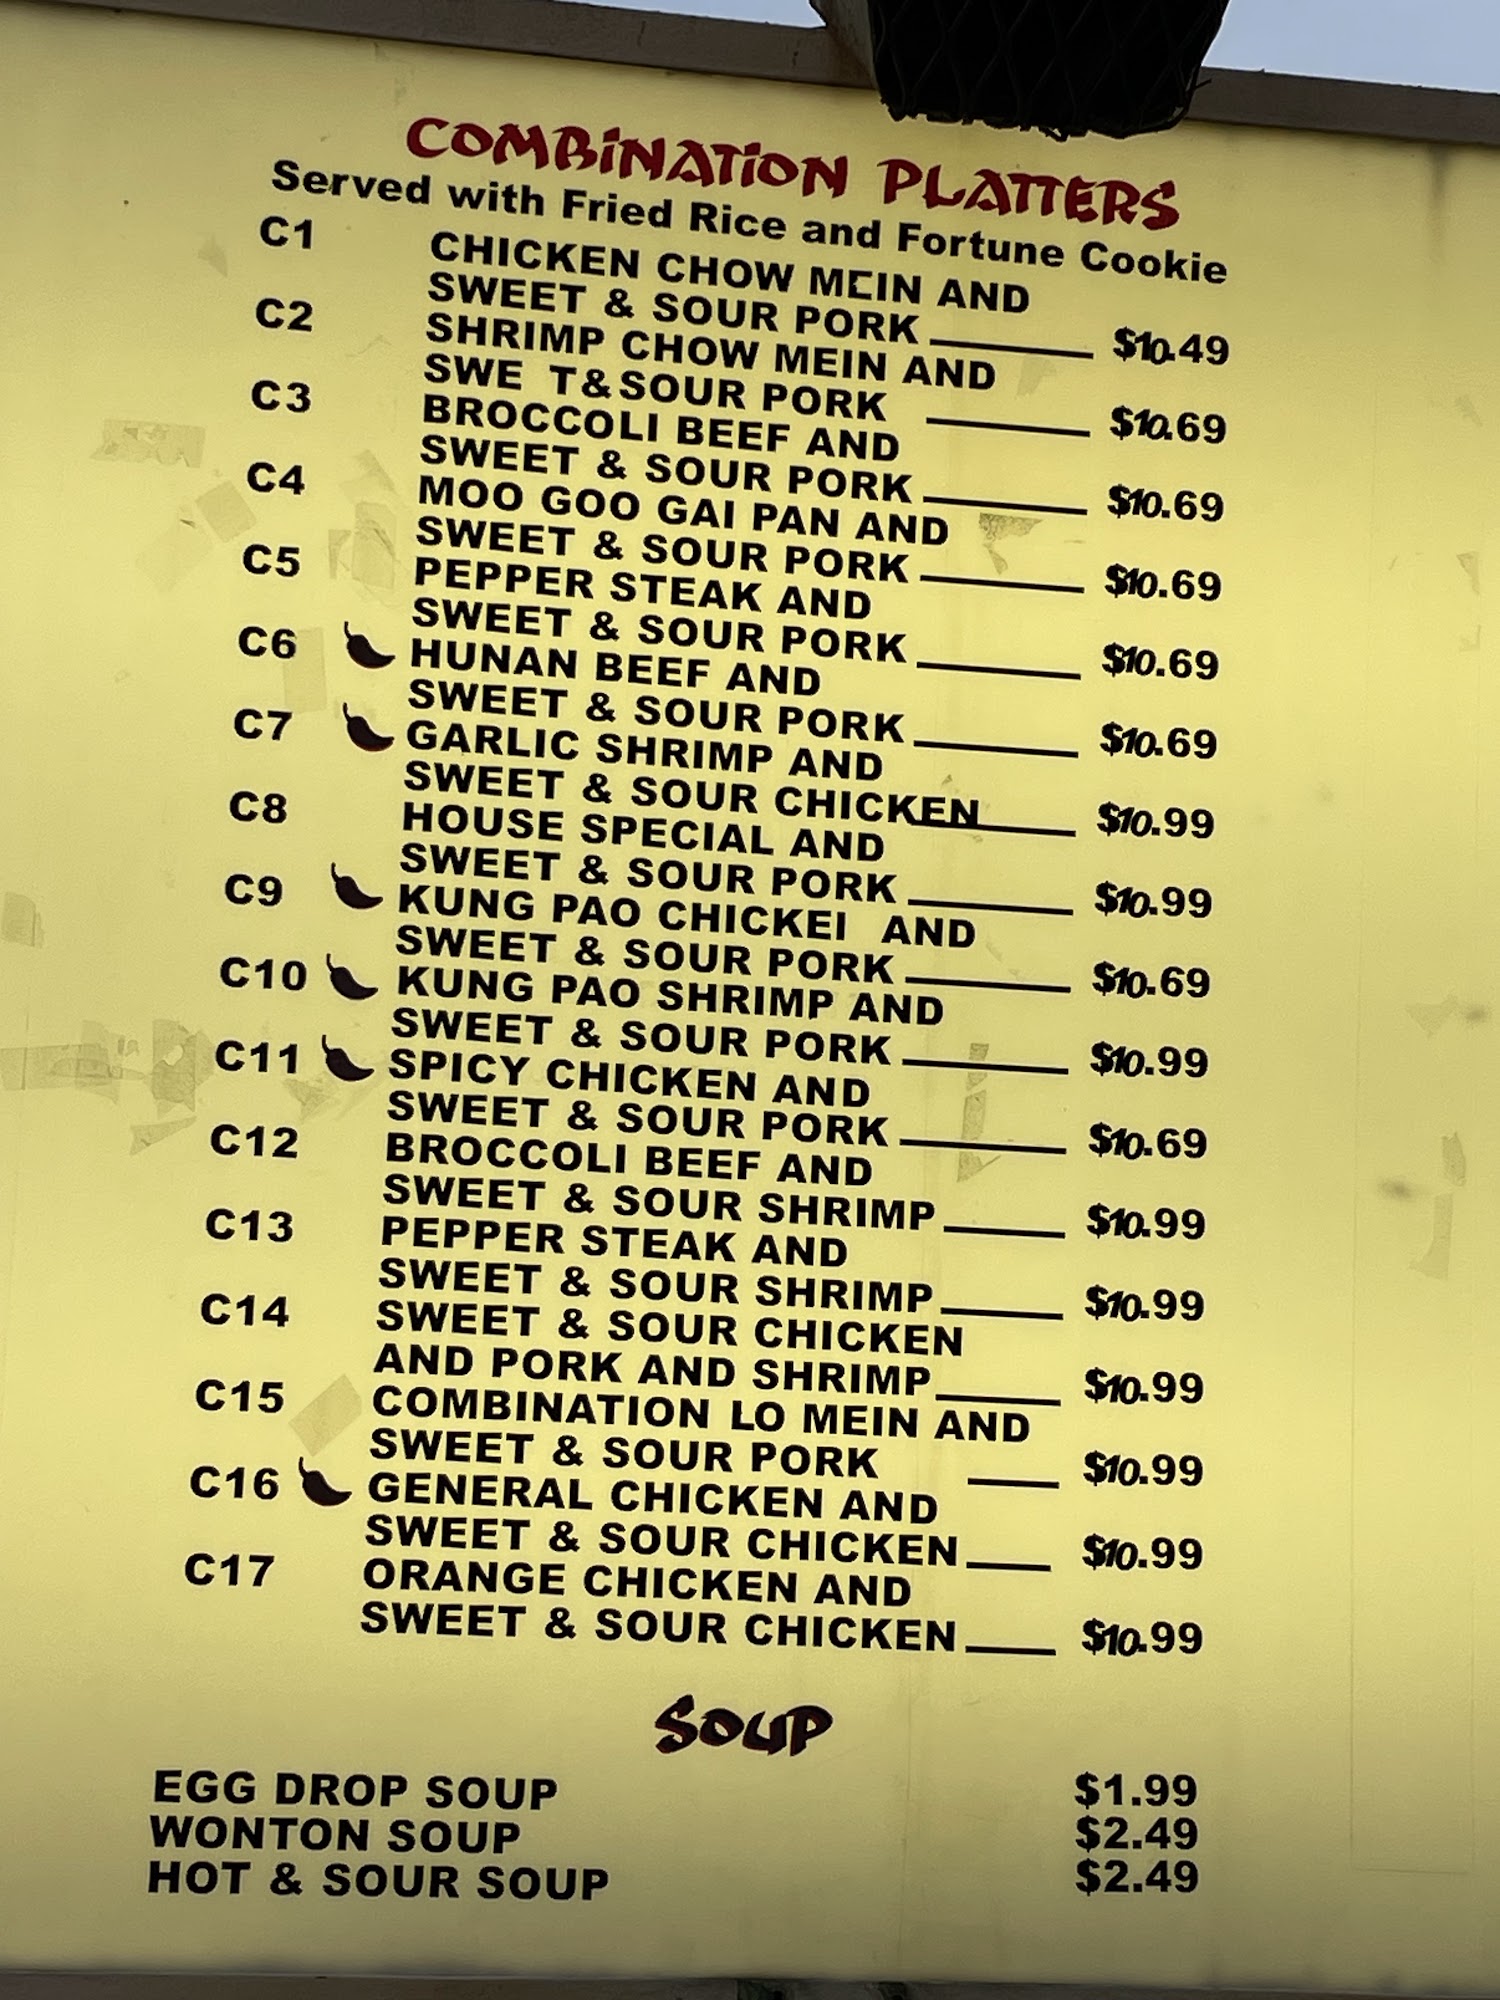 COMBINATION PLATTERS
Served with Fried Rice and Fortune Cookie
C1 CHICKEN CHOW MEIN AND
SWEET & SOUR PORK $10.49
C2 SHRIMP CHOW MEIN AND
SWE T & SOUR PORK $10.69
C3 BROCCOLI BEEF AND
SWEET & SOUR PORK $10.69
C4 MOO GOO GAI PAN AND
SWEET & SOUR PORK $10.69
C5 PEPPER STEAK AND
SWEET & SOUR PORK $10.69
C6 HUNAN BEEF AND
SWEET & SOUR PORK $10.69
C7 GARLIC SHRIMP AND
SWEET & SOUR CHICKEN $10.99
C8 HOUSE SPECIAL AND
SWEET & SOUR PORK $10.99
C9 KUNG PAO CHICKEI AND
SWEET & SOUR PORK $10.69
C10 KUNG PAO SHRIMP AND
SWEET & SOUR PORK $10.99
C11 SPICY CHICKEN AND
SWEET & SOUR PORK $10.69
C12 BROCCOLI BEEF AND
SWEET & SOUR SHRIMP $10.99
C13 PEPPER STEAK AND
SWEET & SOUR SHRIMP $10.99
C14 SWEET & SOUR CHICKEN
AND PORK AND SHRIMP $10.99
C15 COMBINATION LO MEIN AND
SWEET & SOUR PORK $10.99
C16 GENERAL CHICKEN AND
SWEET & SOUR CHICKEN $10.99
C17 ORANGE CHICKEN AND
SWEET & SOUR CHICKEN $10.99
SOUP
EGG DROP SOUP $1.99
WONTON SOUP $2.49
HOT & SOUR SOUP $2.49